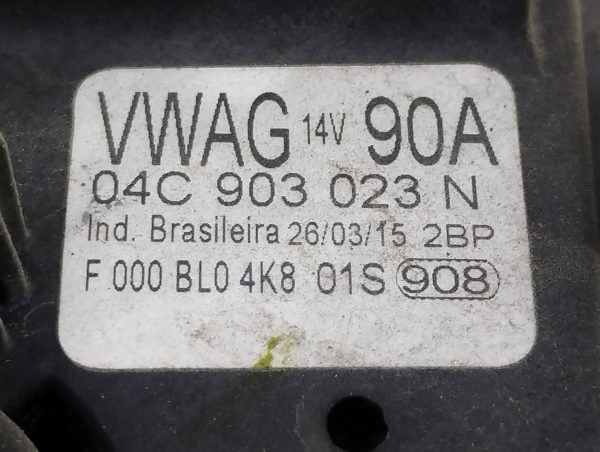 VWAG 14V 90A
04C 903 023 N
Ind. Brasileira 26/03/15 2BP
F 000 BL0 4K8 01S 908